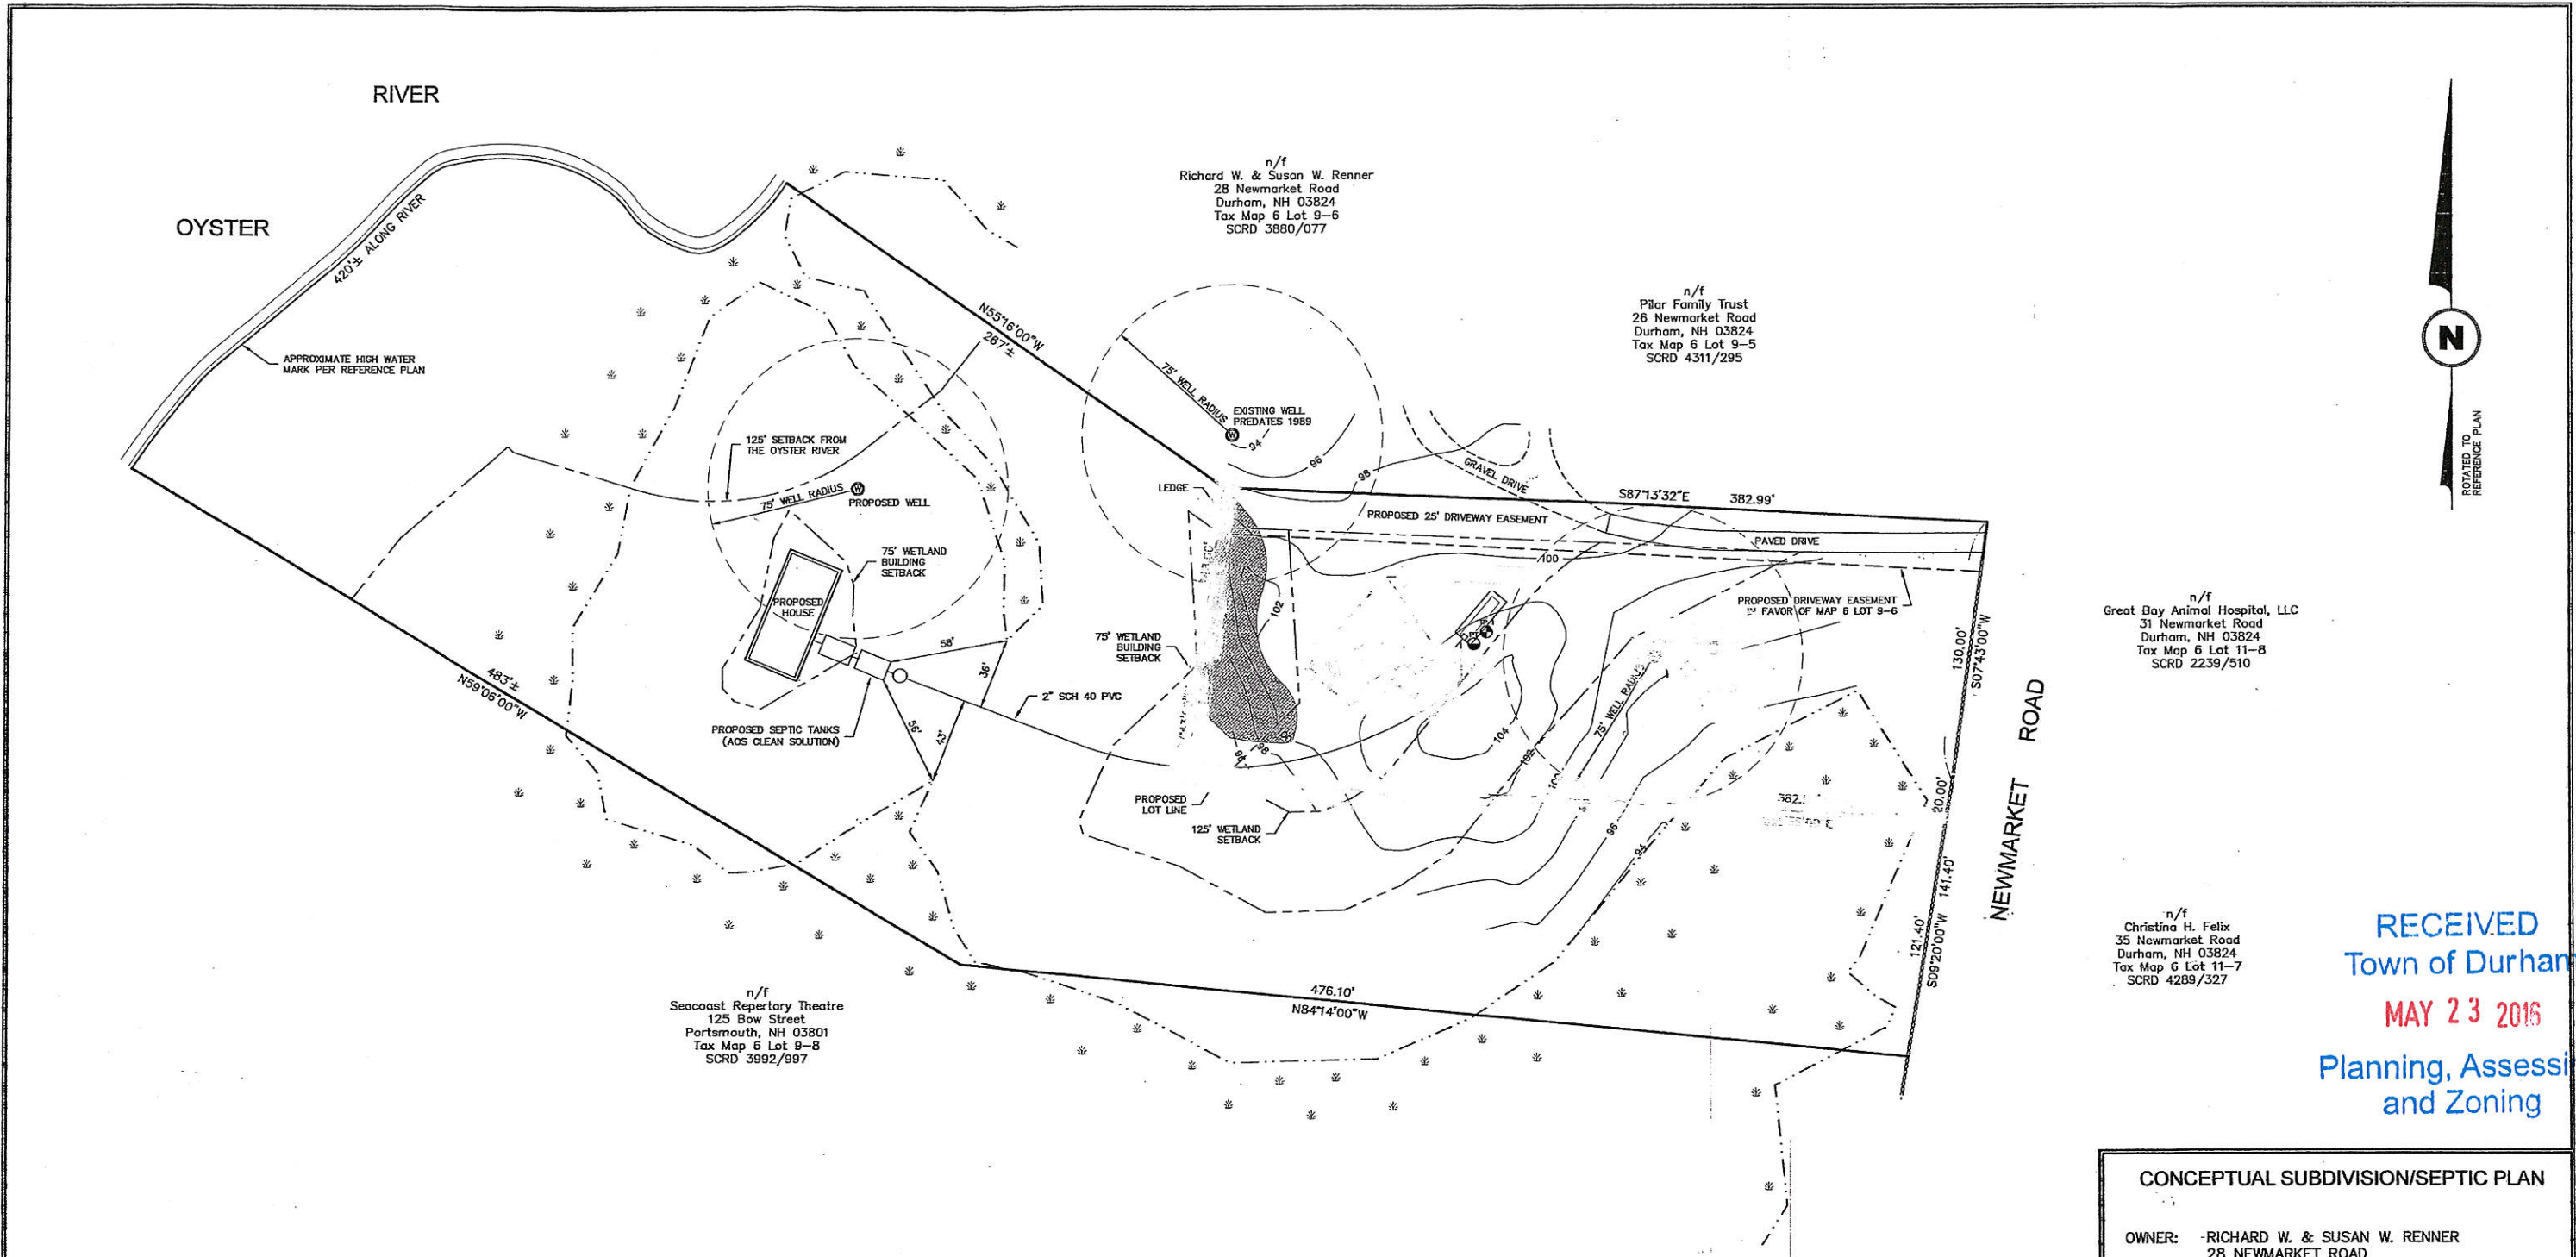 RIVER
OYSTER
420'± ALONG RIVER
APPROXIMATE HIGH WATER
MARK PER REFERENCE PLAN
n/f
Richard W. & Susan W. Renner
28 Newmarket Road
Durham, NH 03824
Tax Map 6 Lot 9-6
SCRD 3880/077
n/f
Pilar Family Trust
26 Newmarket Road
Durham, NH 03824
Tax Map 6 Lot 9-5
SCRD 4311/295
N
ROTATED TO
REFERENCE PLAN
N55°16'00"W
267'±
75' WELL RADIUS
EXISTING WELL
PREDATES 1989
94
96
98
125' SETBACK FROM
THE OYSTER RIVER
75' WELL RADIUS
W
PROPOSED WELL
LEDGE
GRAVEL DRIVE
S87°13'32"E
382.99'
PROPOSED 25' DRIVEWAY EASEMENT
PAVED DRIVE
100
75' WETLAND
BUILDING
SETBACK
PROPOSED
HOUSE
102
PROPOSED DRIVEWAY EASEMENT
FAVOR OF MAP 6 LOT 9-6
n/f
Great Bay Animal Hospital, LLC
31 Newmarket Road
Durham, NH 03824
Tax Map 6 Lot 11-8
SCRD 2239/510
130.00'
S07°43'00"W
58'
36'
75' WETLAND
BUILDING
SETBACK
2" SCH 40 PVC
483'±
N59°06'00"W
PROPOSED SEPTIC TANKS
(AOS CLEAN SOLUTION)
56'
43'
75' WELL RADIUS
104
102
100
98
96
PROPOSED
LOT LINE
125' WETLAND
SETBACK
96
94
20.00'
NEWMARKET ROAD
141.40'
121.40'
S09°20'00"W
n/f
Christina H. Felix
35 Newmarket Road
Durham, NH 03824
Tax Map 6 Lot 11-7
SCRD 4289/327
RECEIVED
Town of Durham
MAY 23 2016
Planning, Assessi
and Zoning
n/f
Seacoast Repertory Theatre
125 Bow Street
Portsmouth, NH 03801
Tax Map 6 Lot 9-8
SCRD 3992/997
476.10'
N84°14'00"W
CONCEPTUAL SUBDIVISION/SEPTIC PLAN
OWNER: RICHARD W. & SUSAN W. RENNER
28 NEWMARKET ROAD